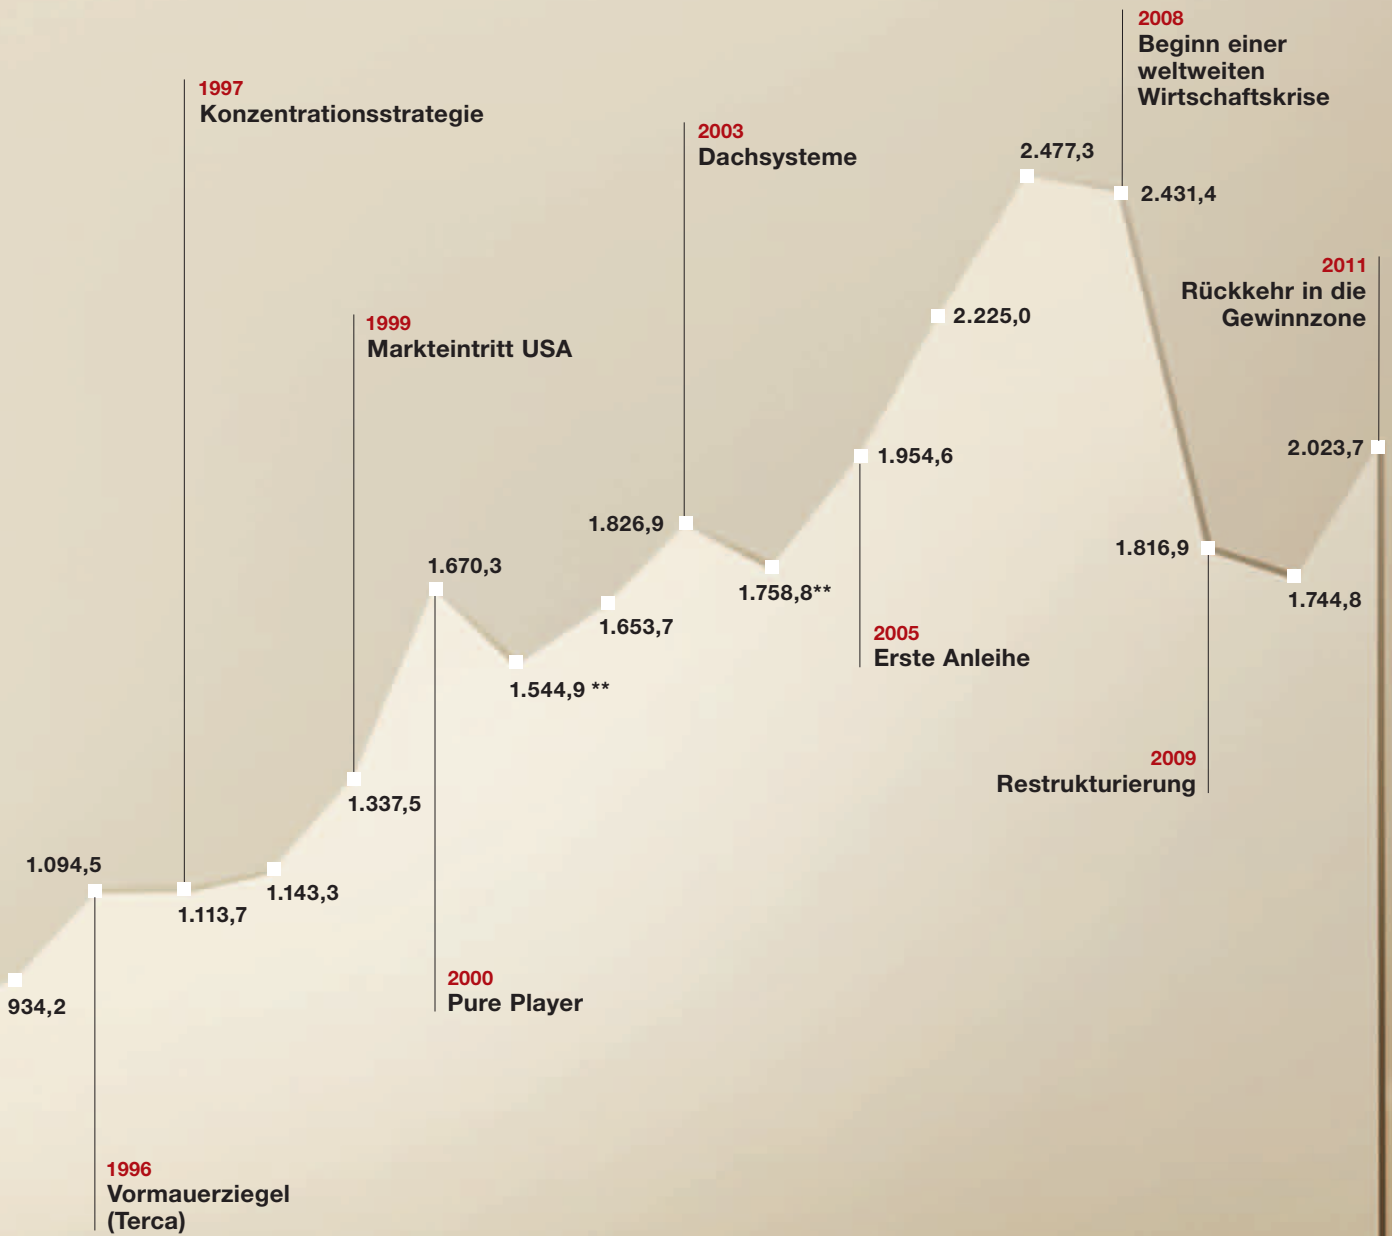 2008
Beginn einer
weltweiten
Wirtschaftskrise
1997
Konzentrationsstrategie
2003
Dachsysteme
2.477,3
2.431,4
2011
Rückkehr in die
Gewinnzone
2.225,0
1999
Markteintritt USA
2.023,7
1.954,6
1.826,9
1.816,9
1.670,3
1.758,8**
1.744,8
1.653,7
2005
Erste Anleihe
1.544,9 **
2009
Restrukturierung
1.337,5
1.094,5
1.143,3
1.113,7
2000
Pure Player
934,2
1996
Vormauerziegel
(Terca)